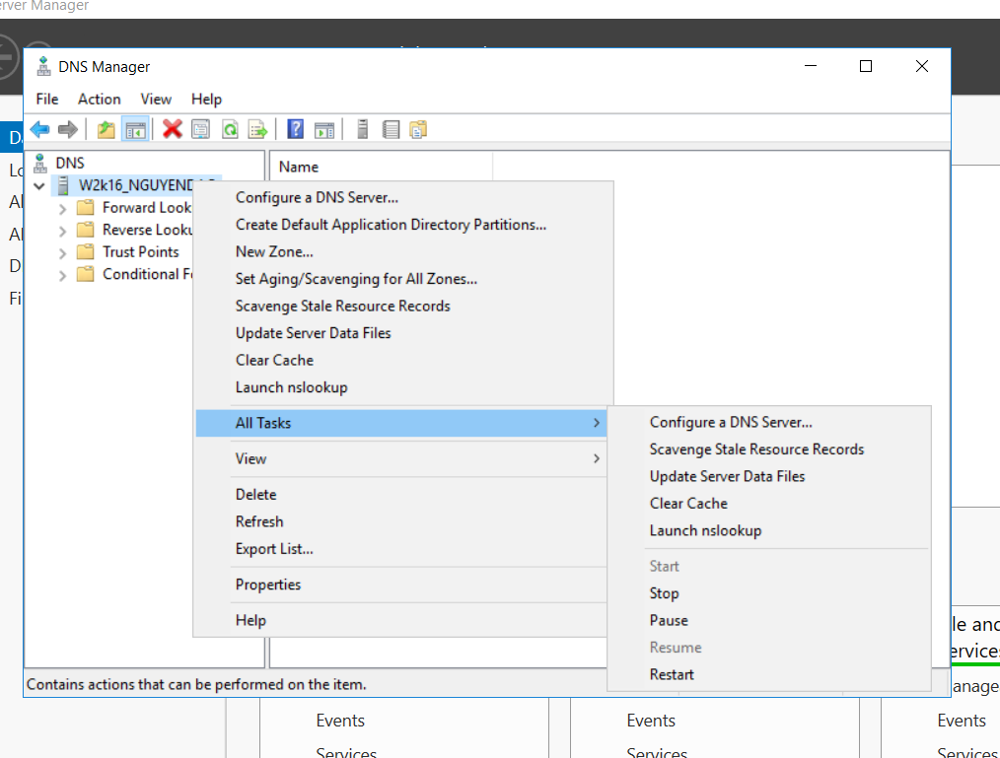 erver Manager
DNS Manager
File Action View Help
DNS
Name
W2k16_NGUYEND
Forward Look
Reverse Looku
Trust Points
Conditional F
Configure a DNS Server...
Create Default Application Directory Partitions...
New Zone...
Set Aging/Scavenging for All Zones...
Scavenge Stale Resource Records
Update Server Data Files
Clear Cache
Launch nslookup
All Tasks
View
Delete
Refresh
Export List...
Properties
Help
Configure a DNS Server...
Scavenge Stale Resource Records
Update Server Data Files
Clear Cache
Launch nslookup
Start
Stop
Pause
Resume
Restart
Contains actions that can be performed on the item.
D
Lo
Al
Al
D
Fi
le and
ervices
anage
Events Events Events
Services Services Services